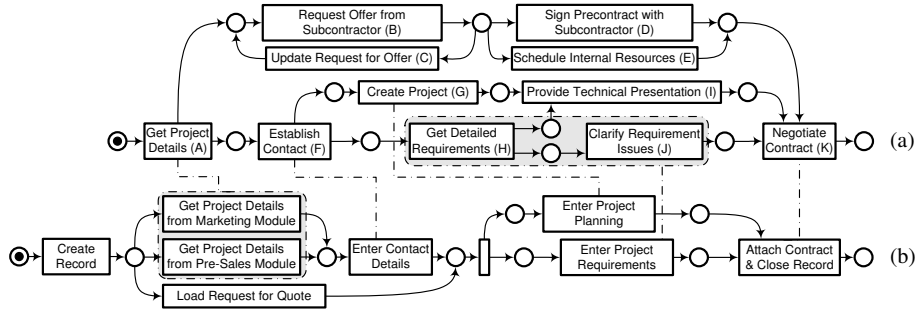 Request Offer from
Subcontractor (B)
Sign Precontract with
Subcontractor (D)
Update Request for Offer (C)
Schedule Internal Resources (E)
Create Project (G)
Provide Technical Presentation (I)
Get Project
Details (A)
Establish
Contact (F)
Get Detailed
Requirements (H)
Clarify Requirement
Issues (J)
Negotiate
Contract (K)
(a)
Get Project Details
from Marketing Module
Enter Project
Planning
Create
Record
Get Project Details
from Pre-Sales Module
Enter Contact
Details
Enter Project
Requirements
Attach Contract
& Close Record
(b)
Load Request for Quote